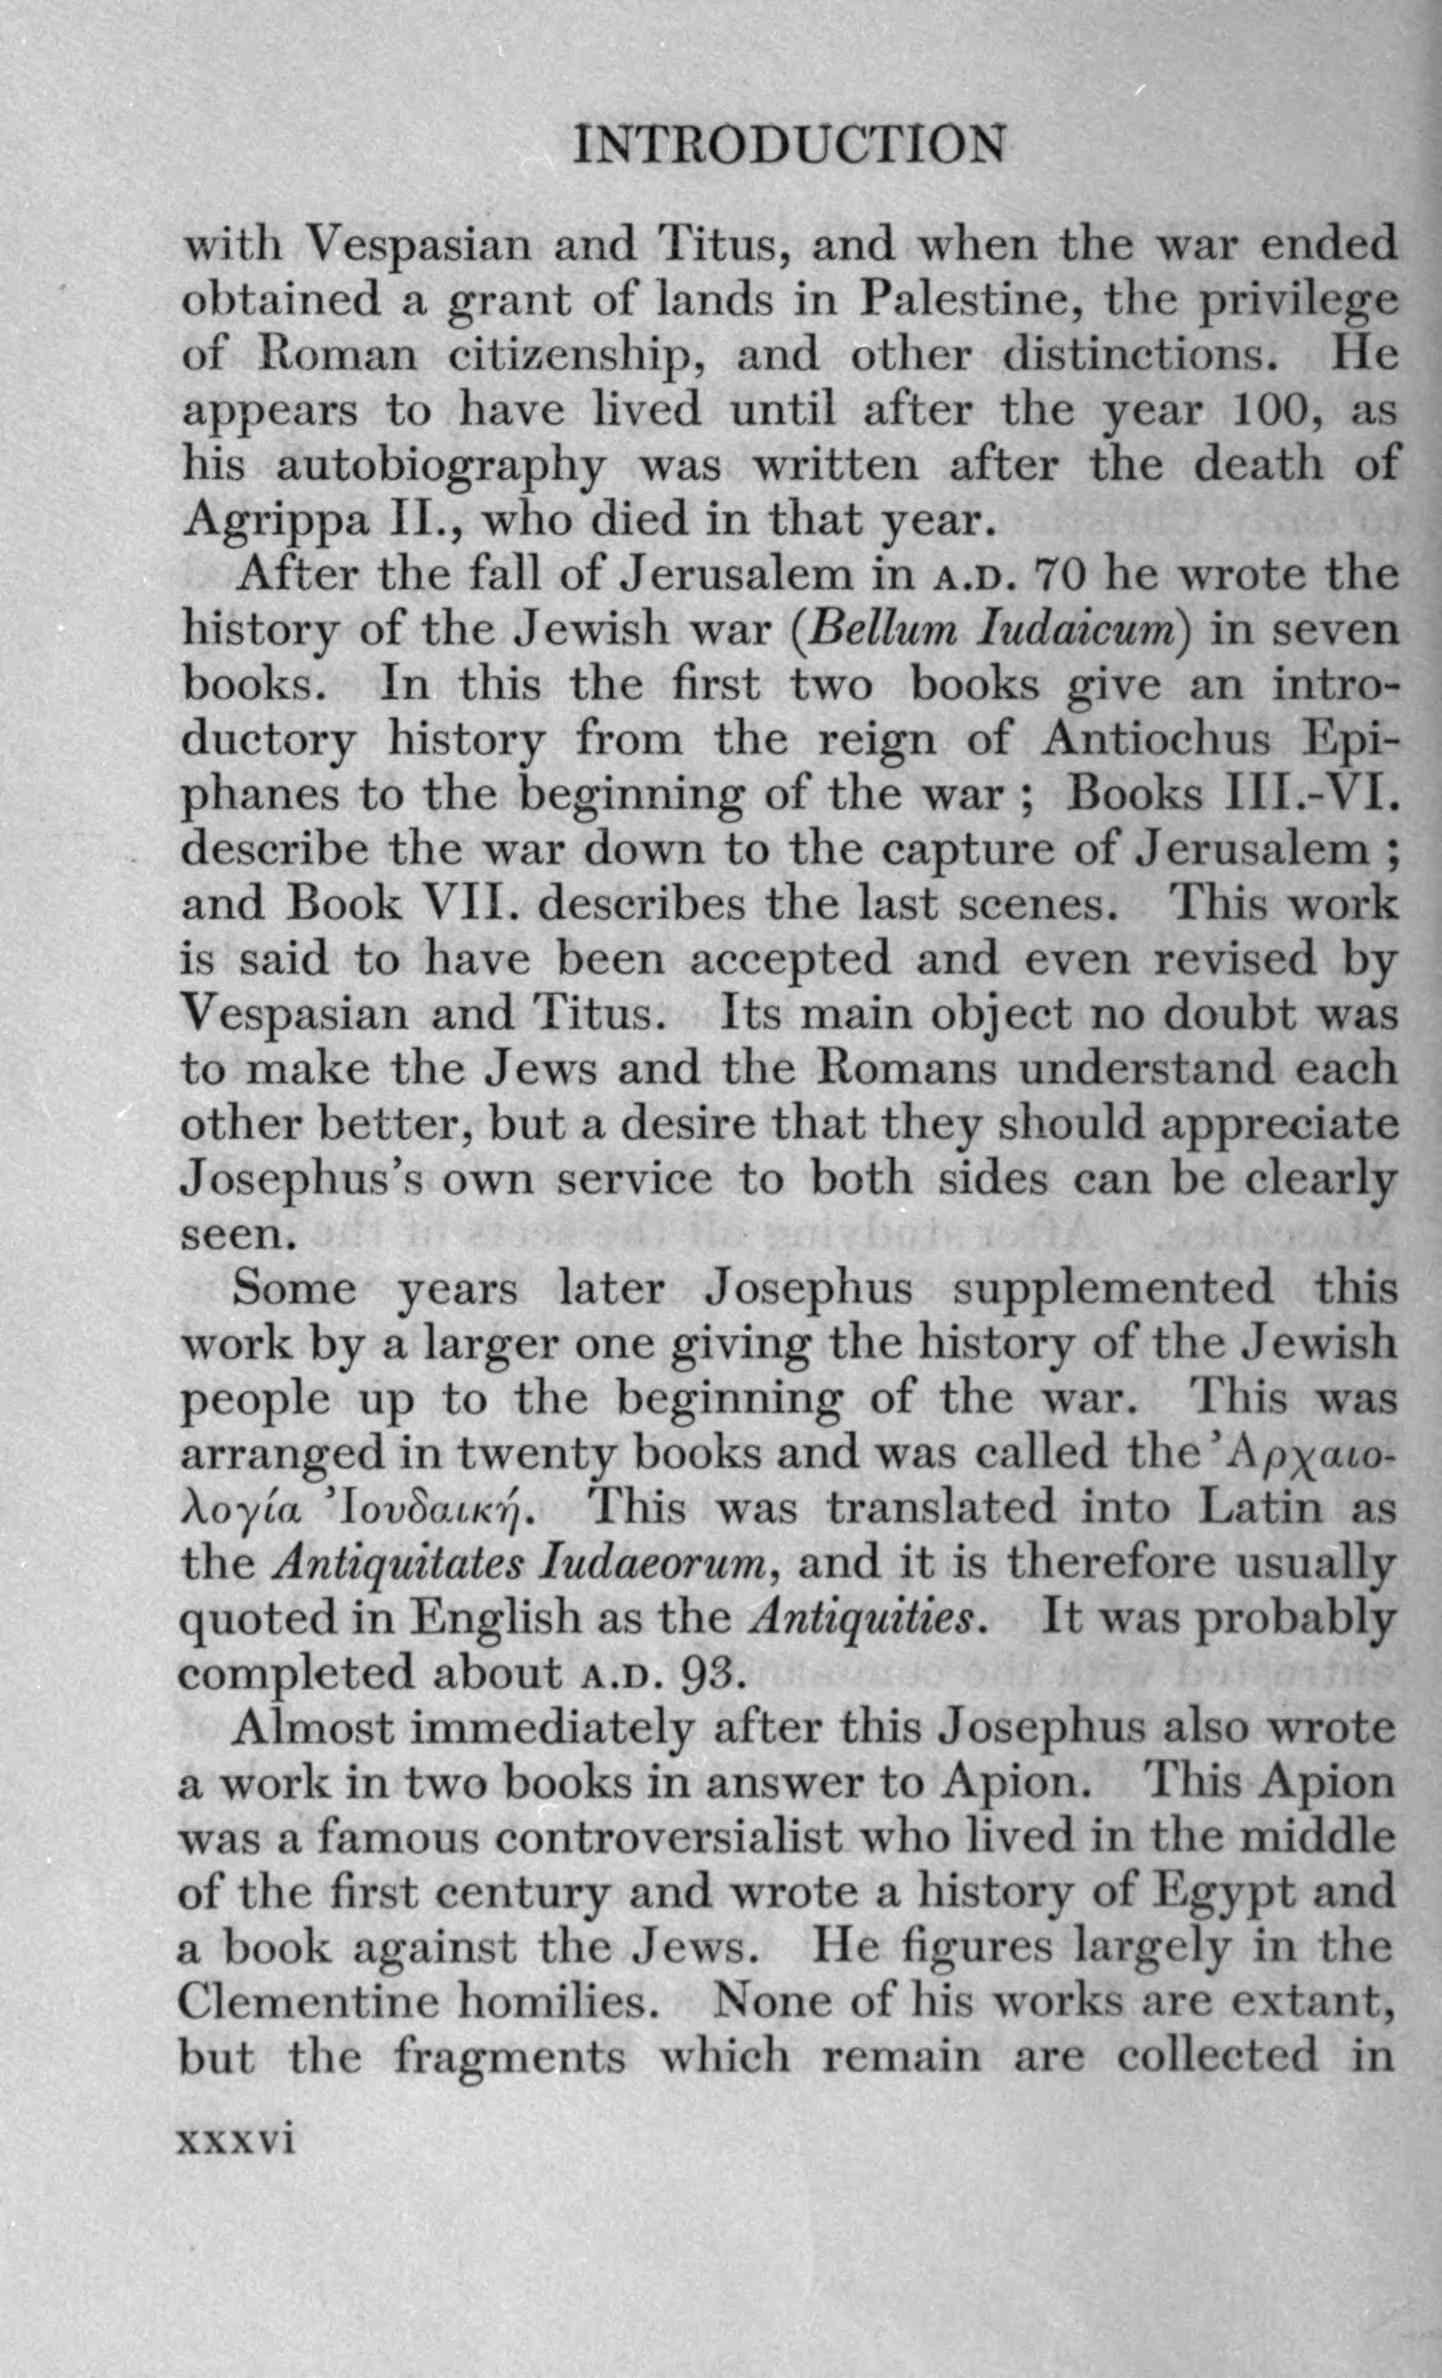 INTRODUCTION
with Vespasian and Titus, and when the war ended
obtained a grant of lands in Palestine, the privilege
of Roman citizenship, and other distinctions. He
appears to have lived until after the year 100, as
his autobiography was written after the death of
Agrippa II., who died in that year.
After the fall of Jerusalem in A.D. 70 he wrote the
history of the Jewish war (Bellum Iudaicum) in seven
books. In this the first two books give an intro-
ductory history from the reign of Antiochus Epi-
phanes to the beginning of the war ; Books III.-VI.
describe the war down to the capture of Jerusalem ;
and Book VII. describes the last scenes. This work
is said to have been accepted and even revised by
Vespasian and Titus. Its main object no doubt was
to make the Jews and the Romans understand each
other better, but a desire that they should appreciate
Josephus's own service to both sides can be clearly
seen.
Some years later Josephus supplemented this
work by a larger one giving the history of the Jewish
people up to the beginning of the war. This was
arranged in twenty books and was called the Ἀρχαιο-
λογία Ἰουδαική. This was translated into Latin as
the Antiquitates Iudaeorum, and it is therefore usually
quoted in English as the Antiquities. It was probably
completed about A.D. 93.
Almost immediately after this Josephus also wrote
a work in two books in answer to Apion. This Apion
was a famous controversialist who lived in the middle
of the first century and wrote a history of Egypt and
a book against the Jews. He figures largely in the
Clementine homilies. None of his works are extant,
but the fragments which remain are collected in
xxxvi